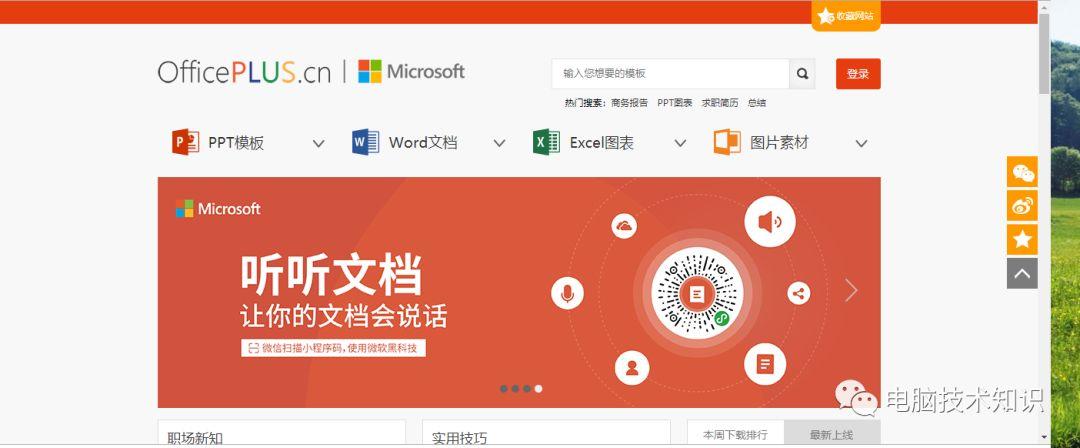 收藏网站
OfficePLUS.cn | Microsoft
输入您想要的模板
登录
热门搜索: 商务报告 PPT图表 求职简历 总结
PPT模板
Word文档
Excel图表
图片素材
Microsoft
听听文档
让你的文档会说话
微信扫描小程序码,使用微软黑科技
电脑技术知识
职场新知
实用技巧
本周下载排行
最新上线